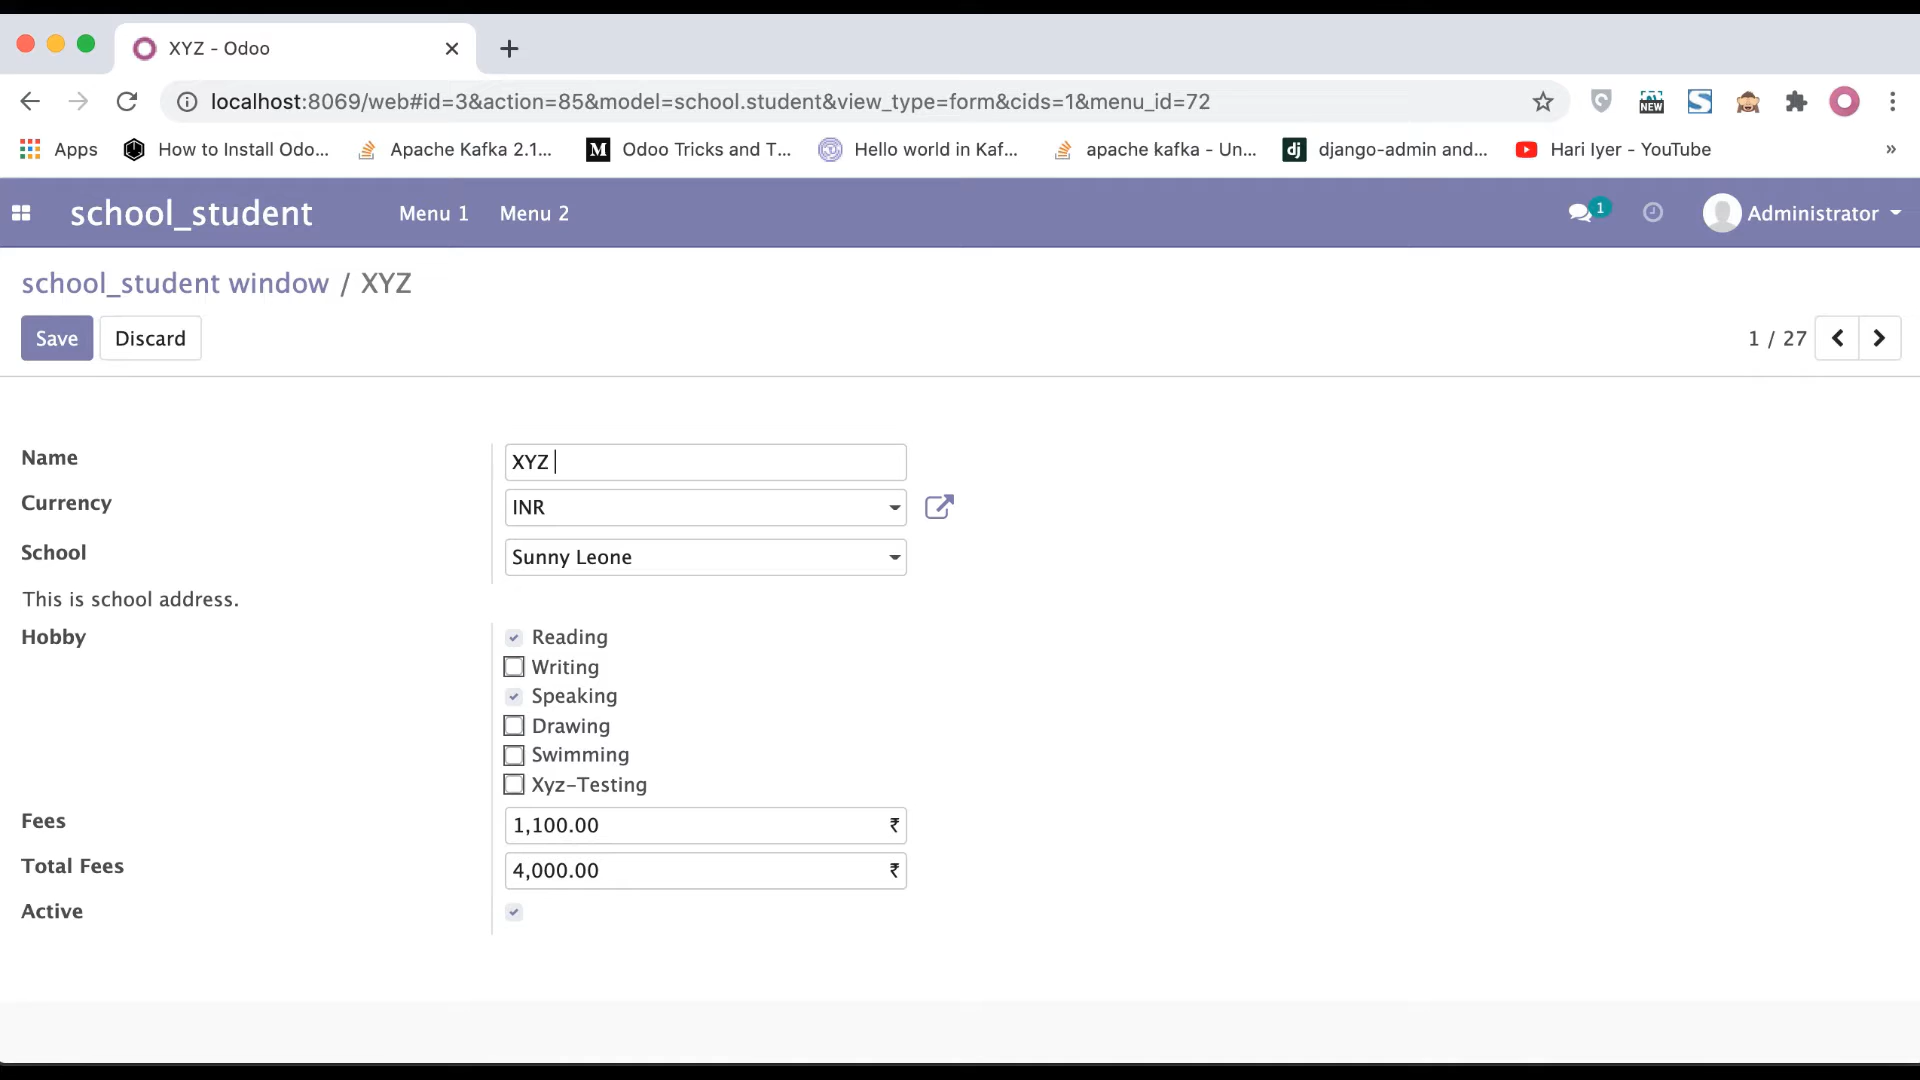 XYZ - Odoo
localhost:8069/web#id=3&action=85&model=school.student&view_type=form&cids=1&menu_id=72
NEW
Apps How to Install Odo... Apache Kafka 2.1... M Odoo Tricks and T... Hello world in Kaf... apache kafka - Un... dj django-admin and... Hari Iyer - YouTube »
school_student Menu 1 Menu 2 1 Administrator
school_student window / XYZ
Save Discard 1 / 27
Name XYZ
Currency INR
School Sunny Leone
This is school address.
Hobby Reading
Writing
Speaking
Drawing
Swimming
Xyz-Testing
Fees 1,100.00 ₹
Total Fees 4,000.00 ₹
Active